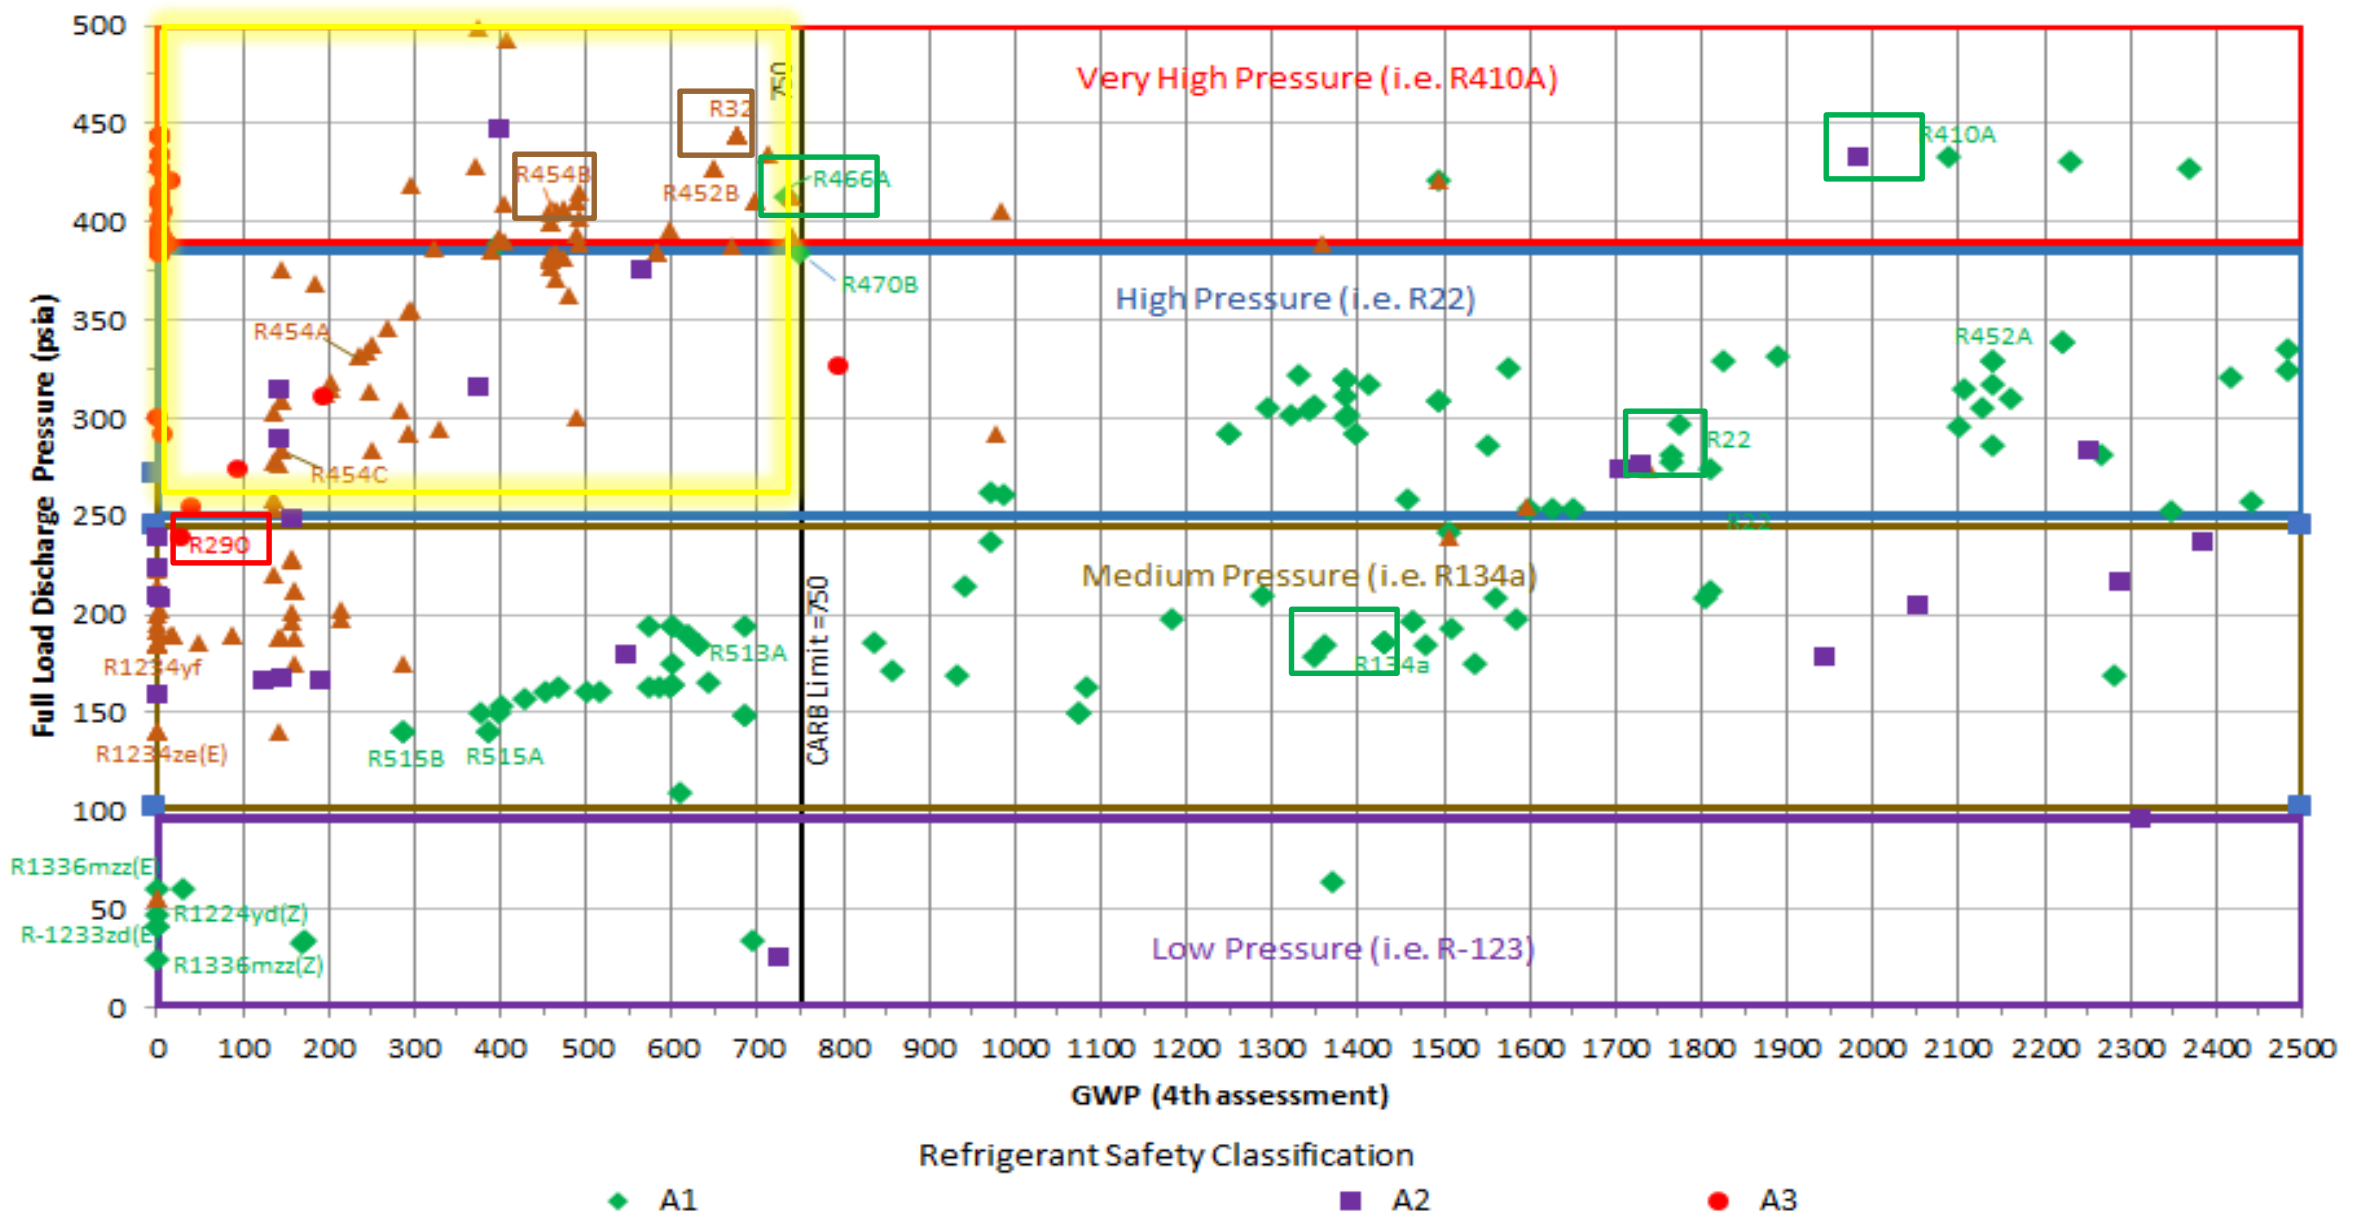 500
450
400
350
300
250
200
150
100
50
0
Full Load Discharge Pressure (psia)
Very High Pressure (i.e. R410A)
750
R32
R410A
R454B
R452B
R466A
R470B
High Pressure (i.e. R22)
R454A
R452A
R22
R454C
R22
R290
Medium Pressure (i.e. R134a)
CARB Limit =750
R513A
R134a
R1234yf
R1234ze(E)
R515B
R515A
R1336mzz(E)
R1224yd(Z)
R-1233zd(E
R1336mzz(Z)
Low Pressure (i.e. R-123)
0 100 200 300 400 500 600 700 800 900 1000 1100 1200 1300 1400 1500 1600 1700 1800 1900 2000 2100 2200 2300 2400 2500
GWP (4th assessment)
Refrigerant Safety Classification
A1 A2 A3